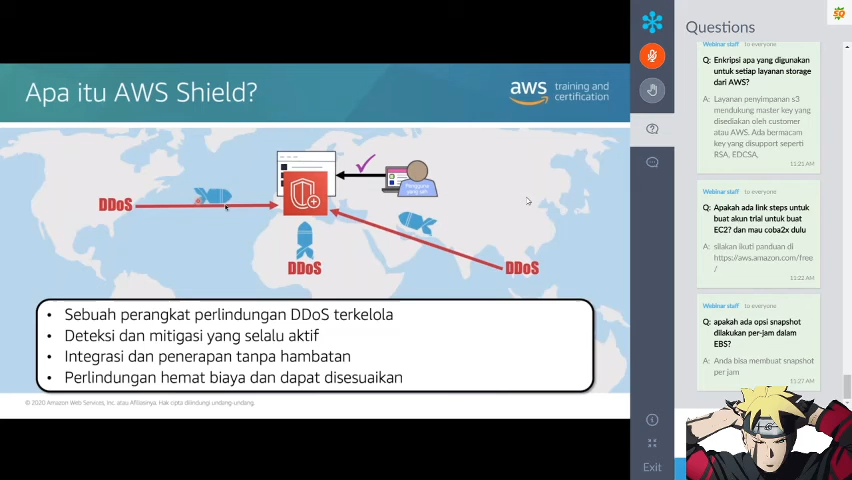 Apa itu AWS Shield?
aws
training and
certification
DDoS
Pengguna
yang sah
DDoS
DDoS
• Sebuah perangkat perlindungan DDoS terkelola
• Deteksi dan mitigasi yang selalu aktif
• Integrasi dan penerapan tanpa hambatan
• Perlindungan hemat biaya dan dapat disesuaikan
© 2020 Amazon Web Services, Inc. atau Afiliasinya. Hak cipta dilindungi undang-undang.
Exit
Questions
Webinar staff to everyone
Q: Enkripsi apa yang digunakan
untuk setiap layanan storage
dari AWS?
A: Layanan penyimpanan s3
mendukung master key yang
disediakan oleh customer
atau AWS. Ada bermacam
key yang disupport seperti
RSA, EDCSA,
11:21 AM
Webinar staff to everyone
Q: Apakah ada link steps untuk
buat akun trial untuk buat
EC2? dan mau coba2x dulu
A: silakan ikuti panduan di
https://aws.amazon.com/free
/
11:22 AM
Webinar staff to everyone
Q: apakah ada opsi snapshot
dilakukan per-jam dalam
EBS?
A: Anda bisa membuat snapshot
per jam
11:27 AM